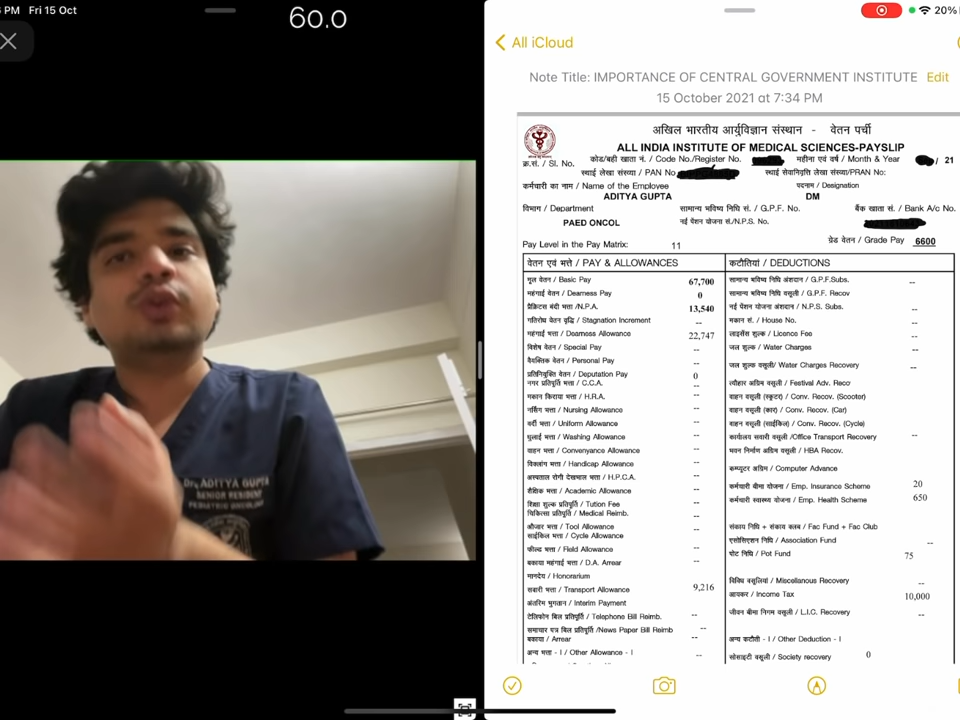 PM Fri 15 Oct
60.0
20%
All iCloud
Note Title: IMPORTANCE OF CENTRAL GOVERNMENT INSTITUTE Edit
15 October 2021 at 7:34 PM
अखिल भारतीय आर्युविज्ञान संस्थान - वेतन पर्ची
ALL INDIA INSTITUTE OF MEDICAL SCIENCES-PAYSLIP
क्र.सं. / Sl. No. कोड/बही खाता नं. / Code No./Register No. महीना एवं वर्ष / Month & Year / 21
स्थाई लेखा संख्या / PAN No स्थाई सेवानिवृत्ति लेखा संख्या/PRAN No:
कर्मचारी का नाम / Name of the Employee पदनाम / Designation
ADITYA GUPTA DM
विभाग / Department सामान्य भविष्य निधि सं. / G.P.F. No. बैंक खाता सं. / Bank A/c No.
PAED ONCOL नई पेंशन योजना सं./N.P.S. No.
Pay Level in the Pay Matrix: 11 ग्रेड वेतन / Grade Pay 6600
वेतन एवं भत्ते / PAY & ALLOWANCES कटौतियां / DEDUCTIONS
मूल वेतन / Basic Pay 67,700 सामान्य भविष्य निधि अंशदान / G.P.F.Subs. --
महंगाई वेतन / Dearness Pay 0 सामान्य भविष्य निधि वसूली / G.P.F. Recov
प्रैक्टिस बंदी भत्ता /N.P.A. 13,540 नई पेंशन योजना अंशदान / N.P.S. Subs. --
गतिरोध वेतन वृद्धि / Stagnation Increment -- मकान सं. / House No. --
महंगाई भत्ता / Dearness Allowance 22,747 लाइसेंस शुल्क / Licence Fee --
विशेष वेतन / Special Pay -- जल शुल्क / Water Charges --
वैयक्तिक वेतन / Personal Pay -- जल शुल्क वसूली/ Water Charges Recovery --
प्रतिनियुक्ति वेतन / Deputation Pay 0
नगर प्रतिपूर्ति भत्ता / C.C.A. -- त्यौहार अग्रिम वसूली / Festival Adv. Reco
मकान किराया भत्ता / H.R.A. -- वाहन वसूली (स्कूटर) / Conv. Recov. (Scooter)
नर्सिंग भत्ता / Nursing Allowance -- वाहन वसूली (कार) / Conv. Recov. (Car)
वर्दी भत्ता / Uniform Allowance -- वाहन वसूली (साईकिल) / Conv. Recov. (Cycle)
धुलाई भत्ता / Washing Allowance -- कार्यालय सवारी वसूली /Office Transport Recovery --
वाहन भत्ता / Convenyance Allowance -- भवन निर्माण अग्रिम वसूली / HBA Recov.
विक्लांग भत्ता / Handicap Allowance -- कम्प्यूटर अग्रिम / Computer Advance
अस्पताल रोगी देखभाल भत्ता / H.P.C.A. -- कर्मचारी बीमा योजना / Emp. Insurance Scheme 20
शैक्षिक भत्ता / Academic Allowance -- कर्मचारी स्वास्थ्य योजना / Emp. Health Scheme 650
शिक्षा शुल्क प्रतिपूर्ति / Tution Fee --
चिकित्सा प्रतिपूर्ति / Medical Reimb. --
औजार भत्ता / Tool Allowance -- संकाय निधि + संकाय क्लब / Fac Fund + Fac Club
साईकिल भत्ता / Cycle Allowance एसोसिएशन निधि / Association Fund --
फील्ड भत्ता / Field Allowance -- पोट निधि / Pot Fund 75
बकाया महंगाई भत्ता / D.A. Arrear --
मानदेय / Honorarium विविध वसूलियां / Miscllanous Recovery --
सवारी भत्ता / Transport Allowance 9,216 आयकर / Income Tax 10,000
अंतरिम भुगतान / Interim Payment जीवन बीमा निगम वसूली / L.I.C. Recovery --
टेलिफोन बिल प्रतिपूर्ति / Telephone Bill Reimb. --
समाचार पत्र बिल प्रतिपूर्ति /News Paper Bill Reimb --
बकाया / Arrear -- अन्य कटौती - I / Other Deduction - I
अन्य भत्ता - I / Other Allowance - I -- सोसाइटी वसूली / Society recovery 0
Dr. ADITYA GUPTA
SENIOR RESIDENT
PEDIATRIC ONCOLOGY